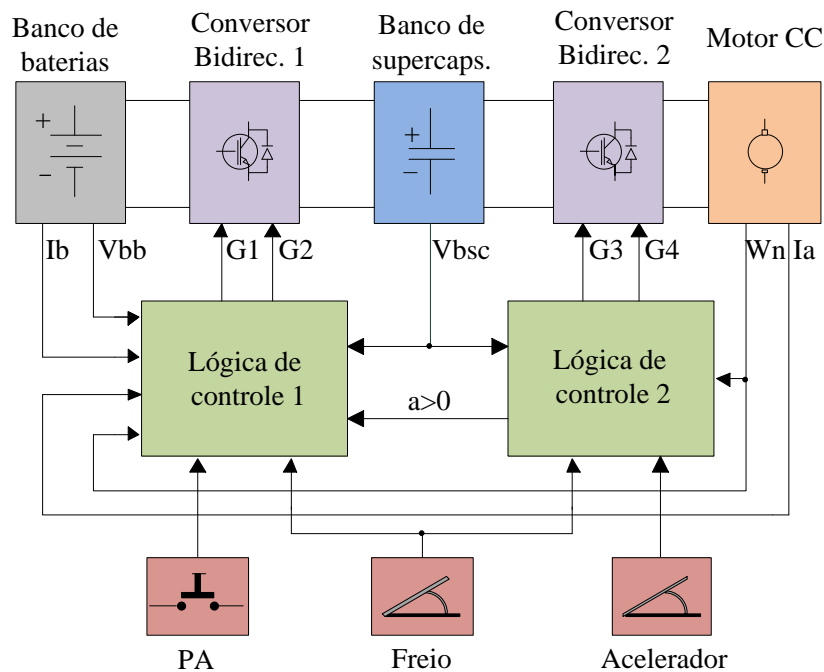 Banco de
baterias
Conversor
Bidirec. 1
Banco de
supercaps.
Conversor
Bidirec. 2
Motor CC
+
−
+
−
Ib
Vbb
G1
G2
Vbsc
G3
G4
Wn
Ia
Lógica de
controle 1
a>0
Lógica de
controle 2
PA
Freio
Acelerador